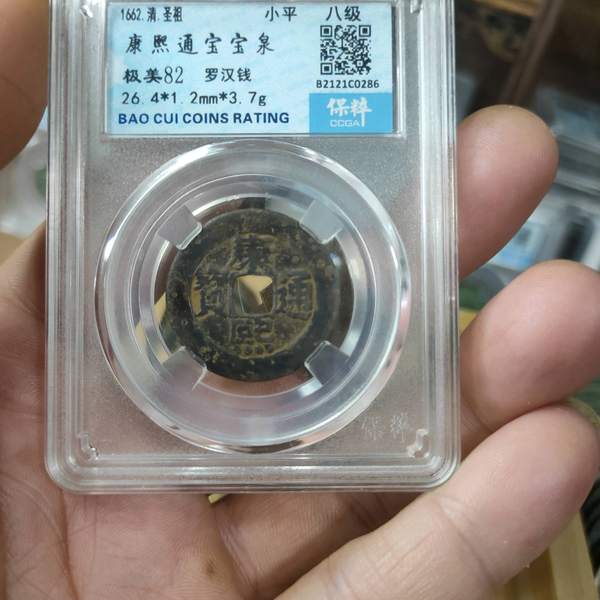 1662.清.圣祖 小平 八级
康熙通宝宝泉
极美82 罗汉钱
26.4*1.2mm*3.7g
BAO CUI COINS RATING
B2121C0286
保粹
CCGA
康熙通寳
保粹